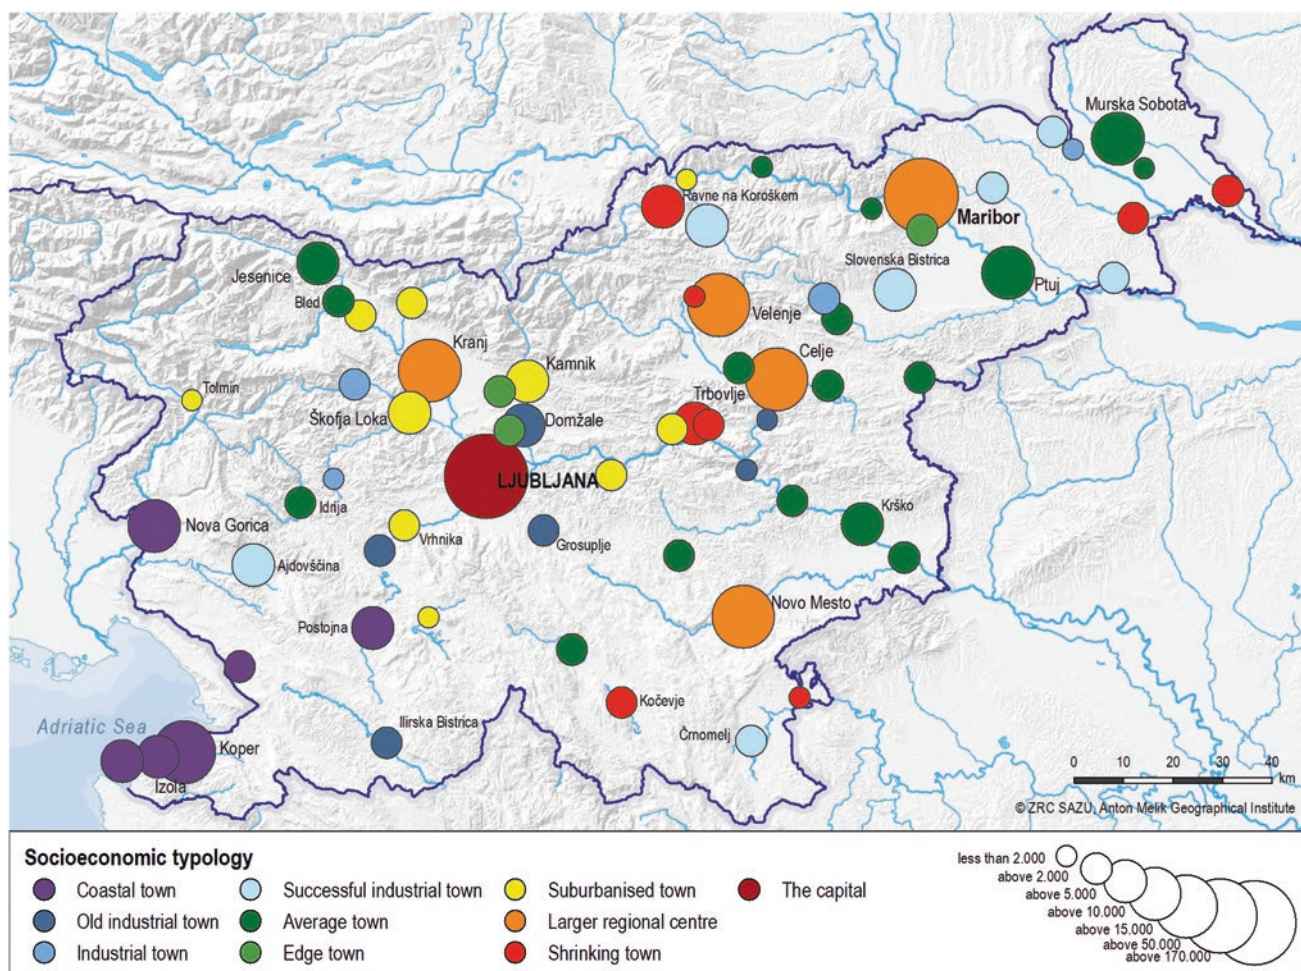 Murska Sobota
Ravne na Koroškem
Maribor
Slovenska Bistrica
Jesenice
Ptuj
Bled
Velenje
Kranj
Celje
Kamnik
Tolmin
Trbovlje
Škofja Loka
Domžale
LJUBLJANA
Idrija
Krško
Nova Gorica
Vrhnika
Grosuplje
Ajdovščina
Novo Mesto
Postojna
Kočevje
Adriatic Sea
Ilirska Bistrica
Črnomelj
Koper
Izola
0 10 20 30 40
km
© ZRC SAZU, Anton Melik Geographical Institute
Socioeconomic typology
Coastal town
Old industrial town
Industrial town
Successful industrial town
Average town
Edge town
Suburbanised town
Larger regional centre
Shrinking town
The capital
less than 2.000
above 2.000
above 5.000
above 10.000
above 15.000
above 50.000
above 170.000